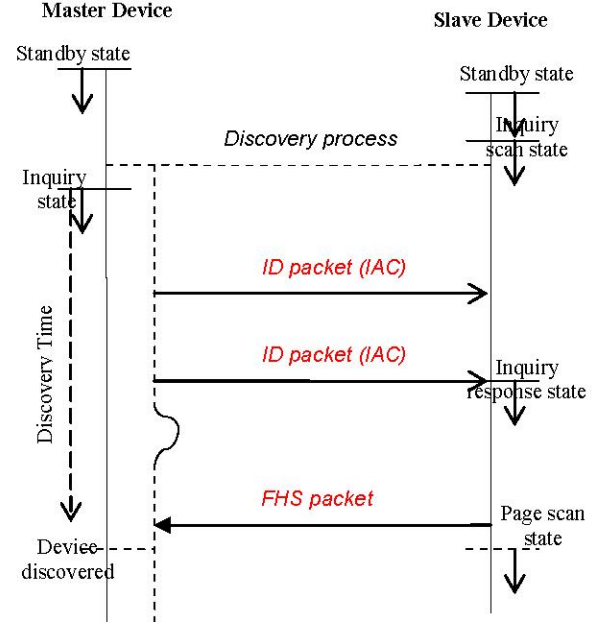 Master Device
Slave Device
Standby state
Standby state
Discovery process
Inquiry
scan state
Inquiry
state
ID packet (IAC)
Discovery Time
ID packet (IAC)
Inquiry
response state
FHS packet
Page scan
state
Device
discovered